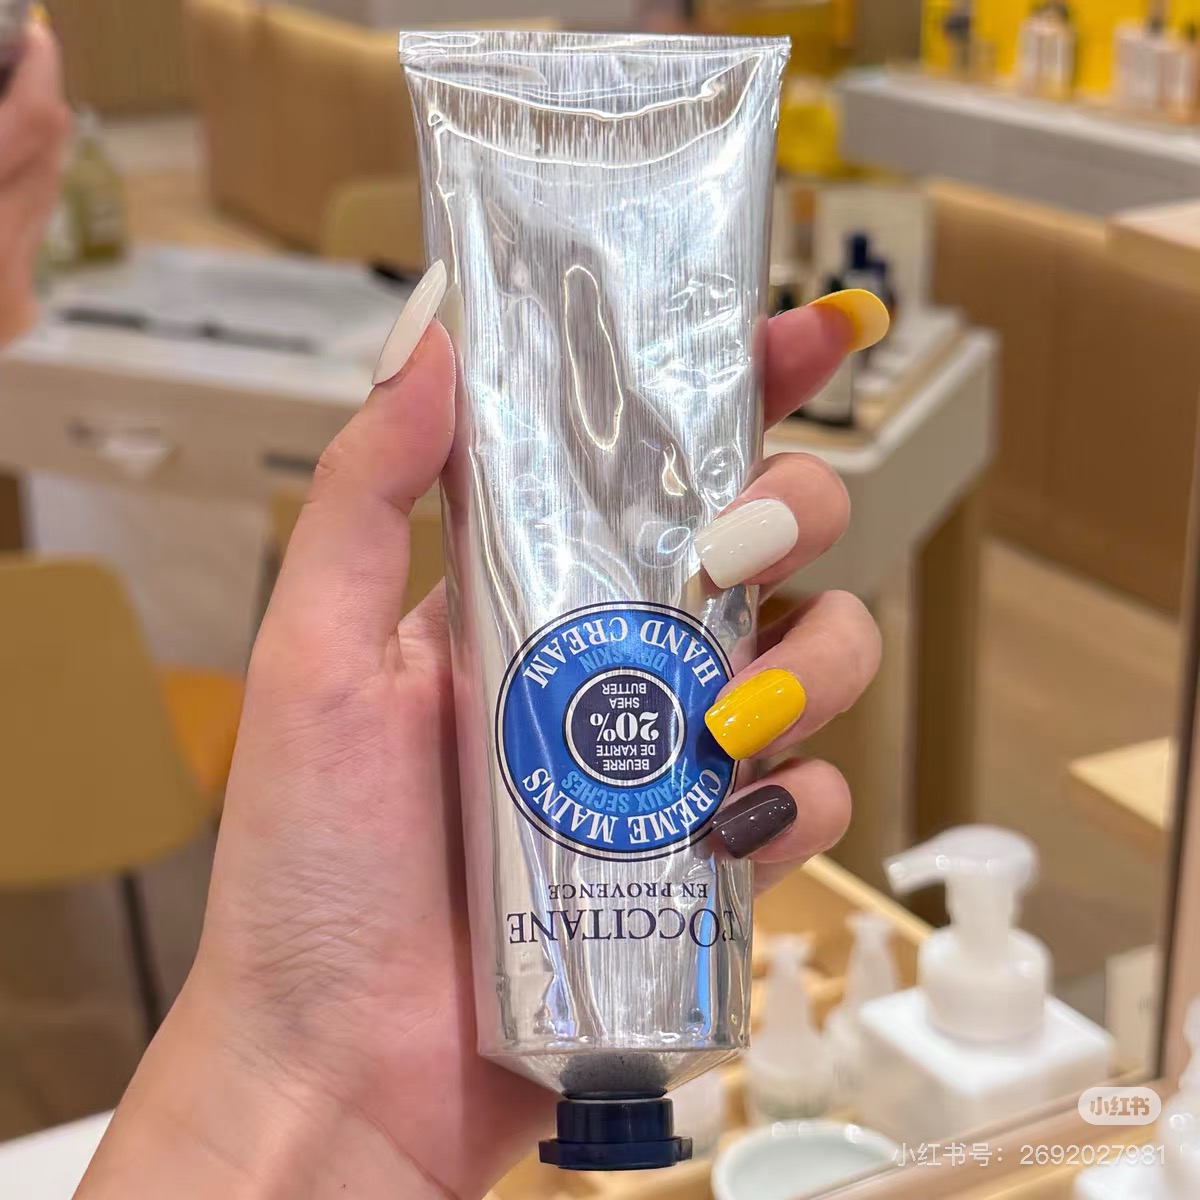 HAND CREAM
DRY SKIN
20%
SHEA
BUTTER
BEURRE
DE KARITE
PEAUX SECHES
CREME MAINS
L'OCCITANE
EN PROVENCE
小红书
小红书号：2692027981